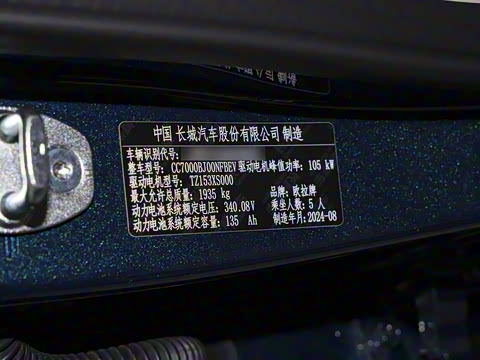 中国 长城汽车股份有限公司 制造
车辆识别代号:
整车型号: CC7000BJ00NFBEV 驱动电机峰值功率: 105 kW
驱动电机型号: TZ153XS000
最大允许总质量: 1935 kg 品牌: 欧拉牌
动力电池系统额定电压: 340.08V 乘坐人数: 5 人
动力电池系统额定容量: 135 Ah 制造年月: 2024-08